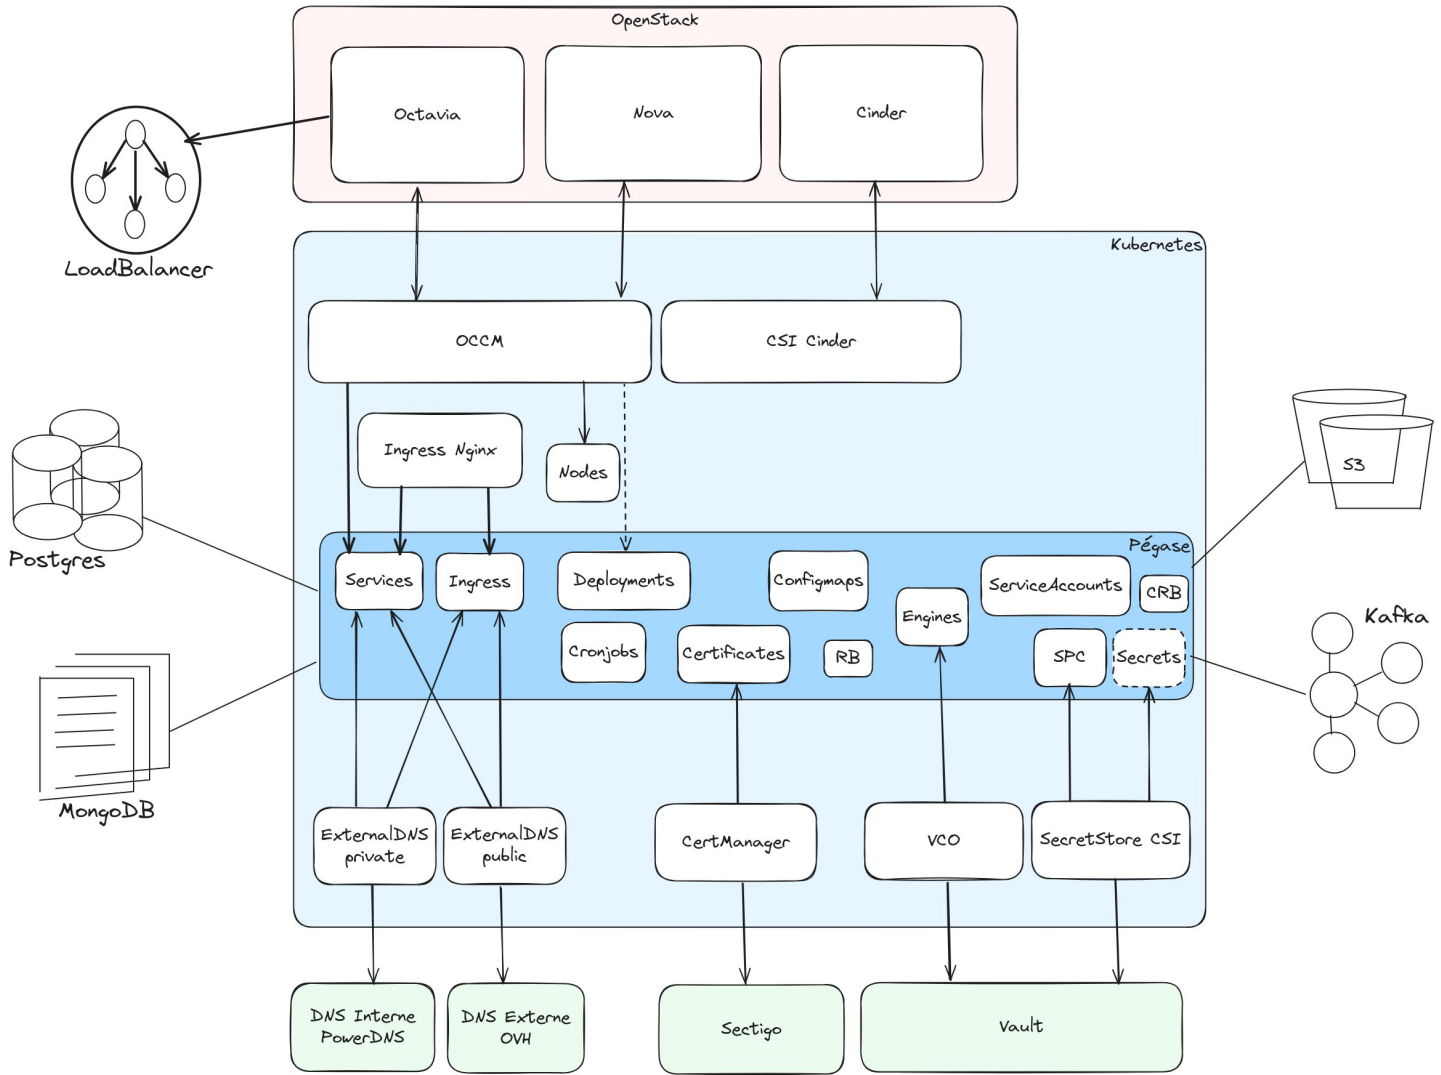 OpenStack
Octavia
Nova
Cinder
LoadBalancer
Kubernetes
OCCM
CSI Cinder
Ingress Nginx
Nodes
S3
Postgres
Pégase
Services
Ingress
Deployments
Configmaps
Engines
ServiceAccounts
CRB
Cronjobs
Certificates
RB
SPC
Secrets
Kafka
MongoDB
ExternalDNS
private
ExternalDNS
public
CertManager
VCO
SecretStore CSI
DNS Interne
PowerDNS
DNS Externe
OVH
Sectigo
Vault